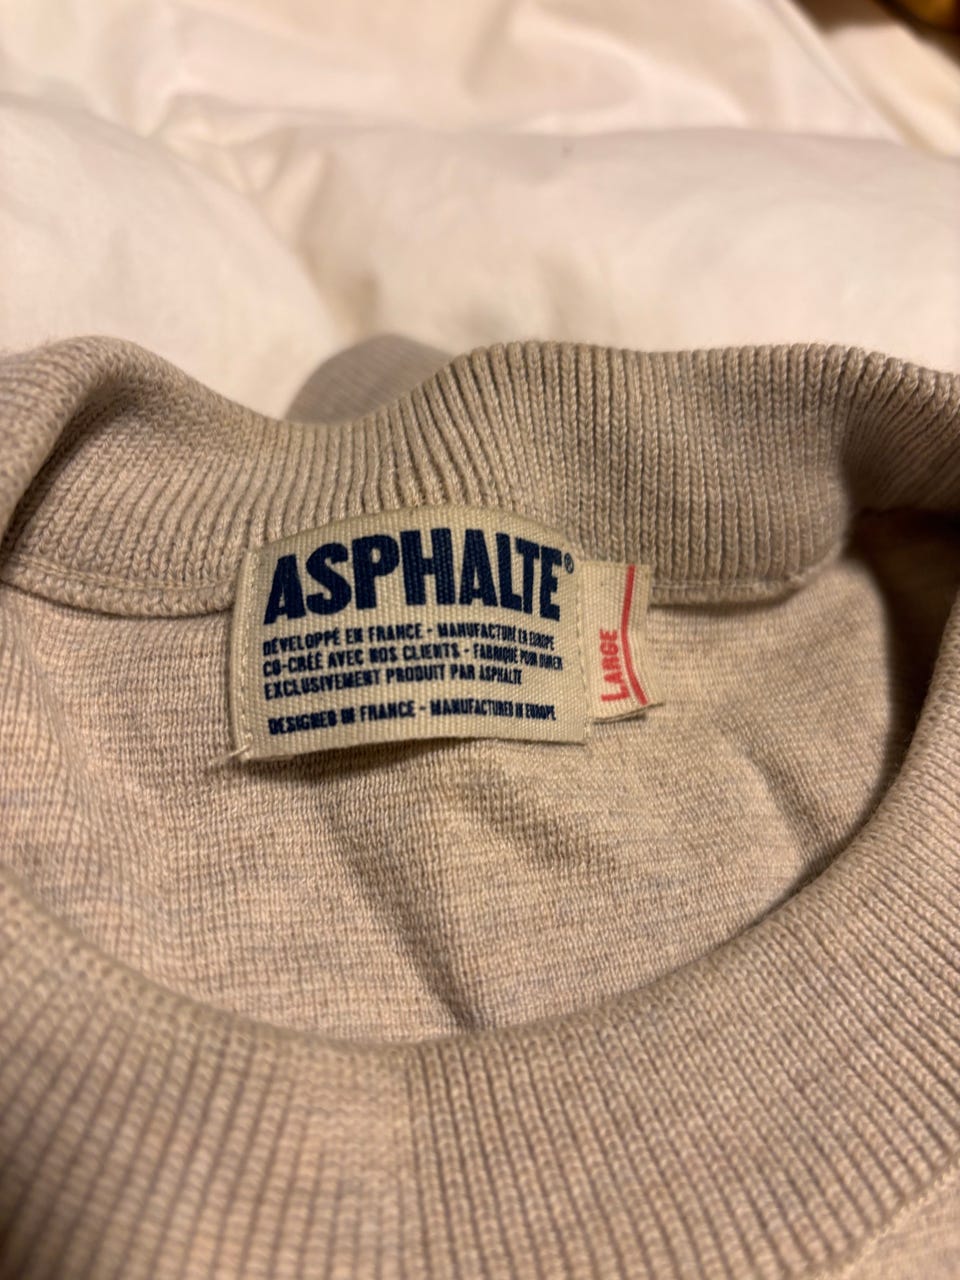 ASPHALTE®
DÉVELOPPÉ EN FRANCE - MANUFACTURÉ EN EUROPE
CO-CRÉÉ AVEC NOS CLIENTS - FABRIQUÉ POUR DURER
EXCLUSIVEMENT PRODUIT PAR ASPHALTE
DESIGNED IN FRANCE - MANUFACTURED IN EUROPE
LARGE